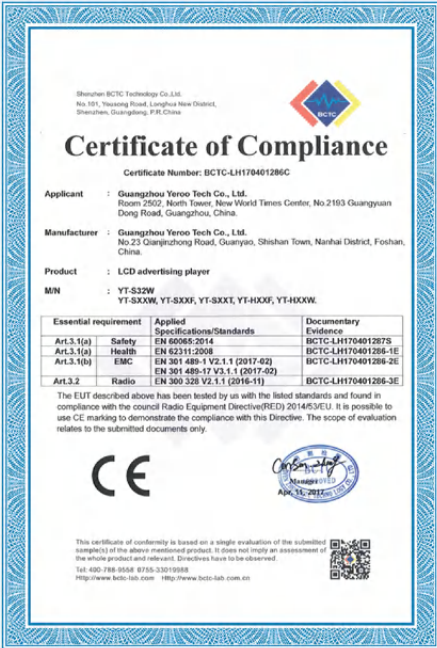 Shenzhen BCTC Technology Co.,Ltd.
No.101, Yousong Road, Longhua New District,
Shenzhen, Guangdong, P.R.China
BCTC
Certificate of Compliance
Certificate Number: BCTC-LH170401286C
Applicant : Guangzhou Yeroo Tech Co., Ltd.
Room 2502, North Tower, New World Times Center, No.2193 Guangyuan
Dong Road, Guangzhou, China.
Manufacturer : Guangzhou Yeroo Tech Co., Ltd.
No.23 Qianjinzhong Road, Guanyao, Shishan Town, Nanhai District, Foshan,
China.
Product : LCD advertising player
M/N : YT-S32W
YT-SXXW, YT-SXXF, YT-SXXT, YT-HXXF, YT-HXXW.
Essential requirement Applied Documentary
Specifications/Standards Evidence
Art.3.1(a) Safety EN 60065:2014 BCTC-LH170401287S
Art.3.1(a) Health EN 62311:2008 BCTC-LH170401286-1E
Art.3.1(b) EMC EN 301 489-1 V2.1.1 (2017-02) BCTC-LH170401286-2E
EN 301 489-17 V3.1.1 (2017-02)
Art.3.2 Radio EN 300 328 V2.1.1 (2016-11) BCTC-LH170401286-3E
The EUT described above has been tested by us with the listed standards and found in
compliance with the council Radio Equipment Directive(RED) 2014/53/EU. It is possible to
use CE marking to demonstrate the compliance with this Directive. The scope of evaluation
relates to the submitted documents only.
CE
BCT
Manager
Apr. 11, 2017
This certificate of conformity is based on a single evaluation of the submitted
sample(s) of the above mentioned product. It does not imply an assessment of
the whole product and relevant. Directives have to be observed.
Tel: 400-788-9558 0755-33019988
Http://www.bctc-lab.com Http://www.bctc-lab.com.cn